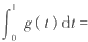 ∫₀¹ g(t)dt=